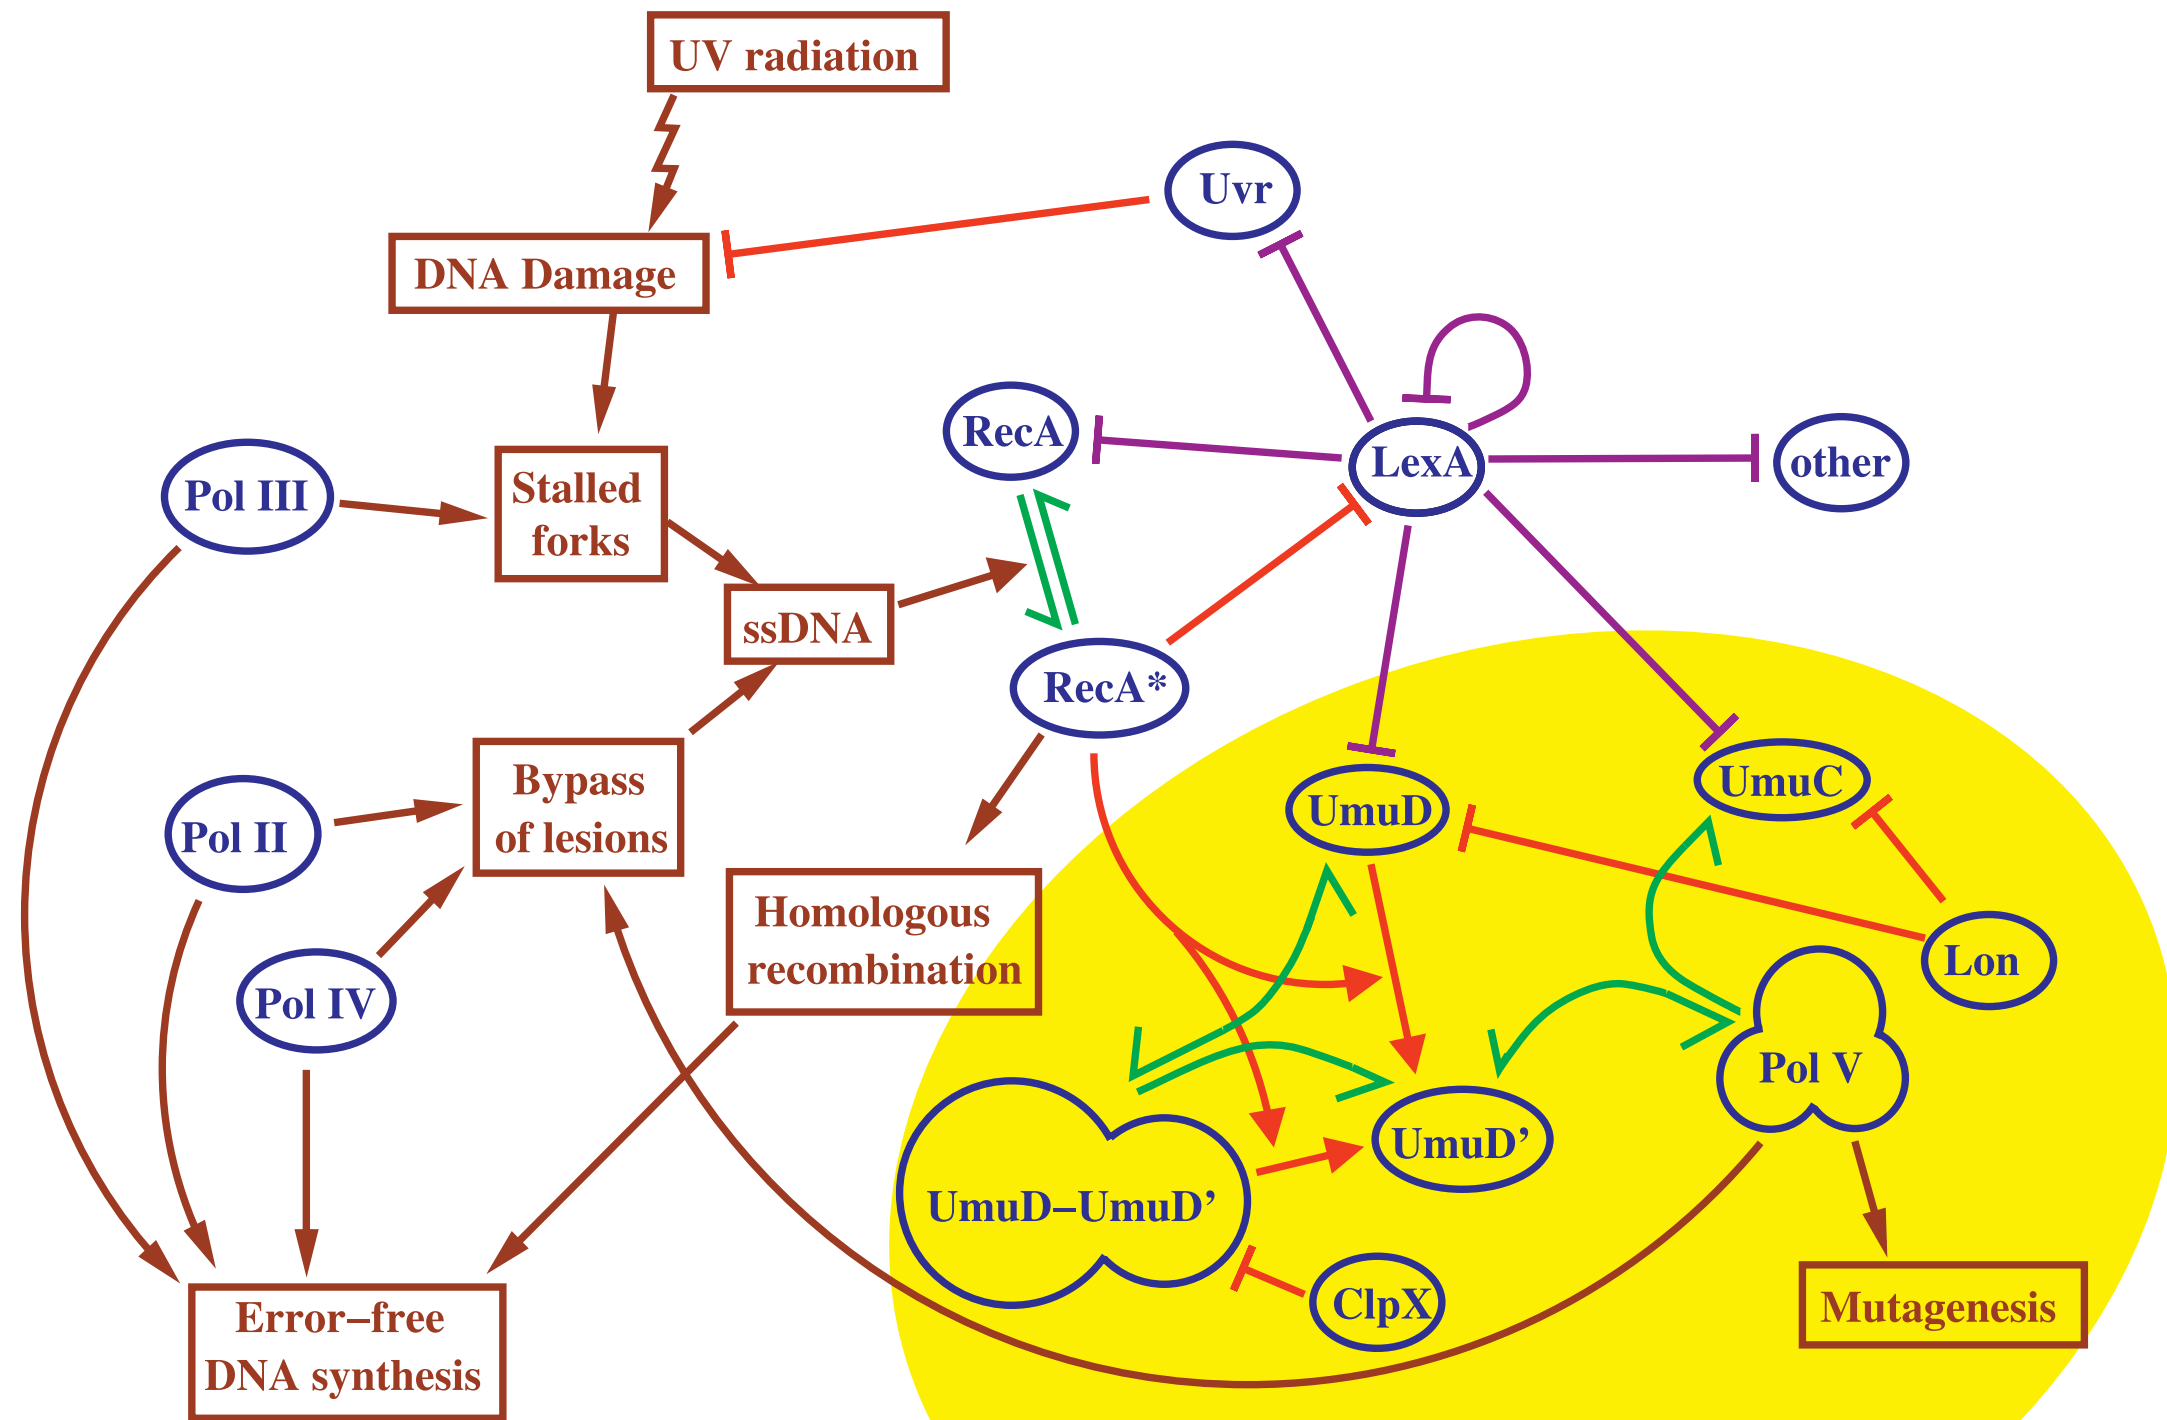 UV radiation
Uvr
DNA Damage
RecA
LexA
other
Pol III
Stalled
forks
ssDNA
RecA*
Bypass
of lesions
Pol II
UmuD
UmuC
Homologous
recombination
Lon
Pol IV
Pol V
UmuD’
UmuD–UmuD’
ClpX
Mutagenesis
Error–free
DNA synthesis